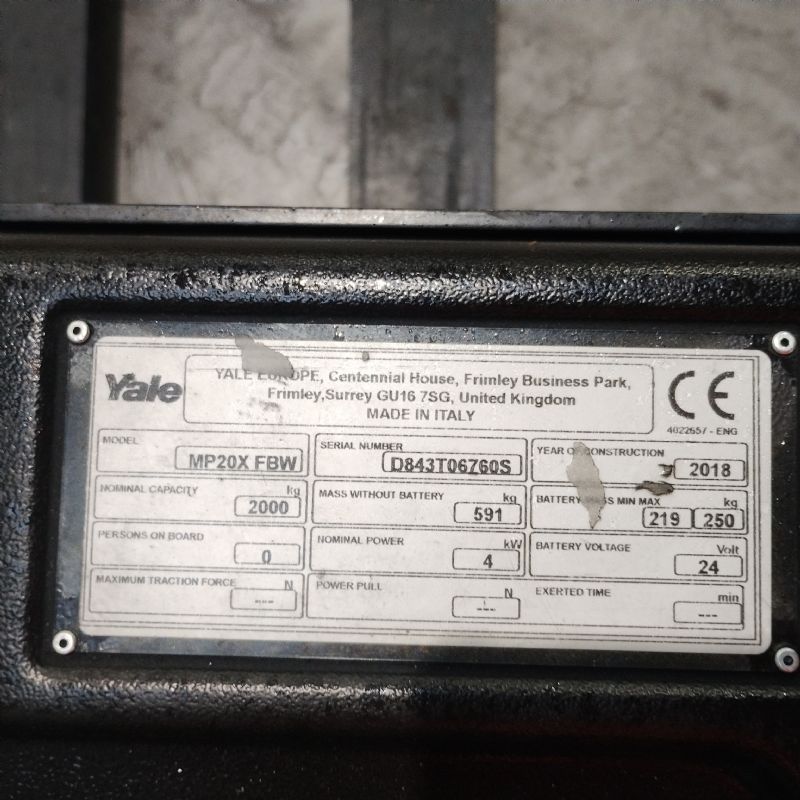 Yale
YALE EUROPE, Centennial House, Frimley Business Park,
Frimley,Surrey GU16 7SG, United Kingdom
MADE IN ITALY
CE
4022657 - ENG
MODEL
MP20X FBW
SERIAL NUMBER
D843T06760S
YEAR OF CONSTRUCTION
2018
NOMINAL CAPACITY kg
2000
MASS WITHOUT BATTERY kg
591
BATTERY MASS MIN MAX kg
219 250
PERSONS ON BOARD
0
NOMINAL POWER kW
4
BATTERY VOLTAGE Volt
24
MAXIMUM TRACTION FORCE N
---
POWER PULL N
---
EXERTED TIME min
---